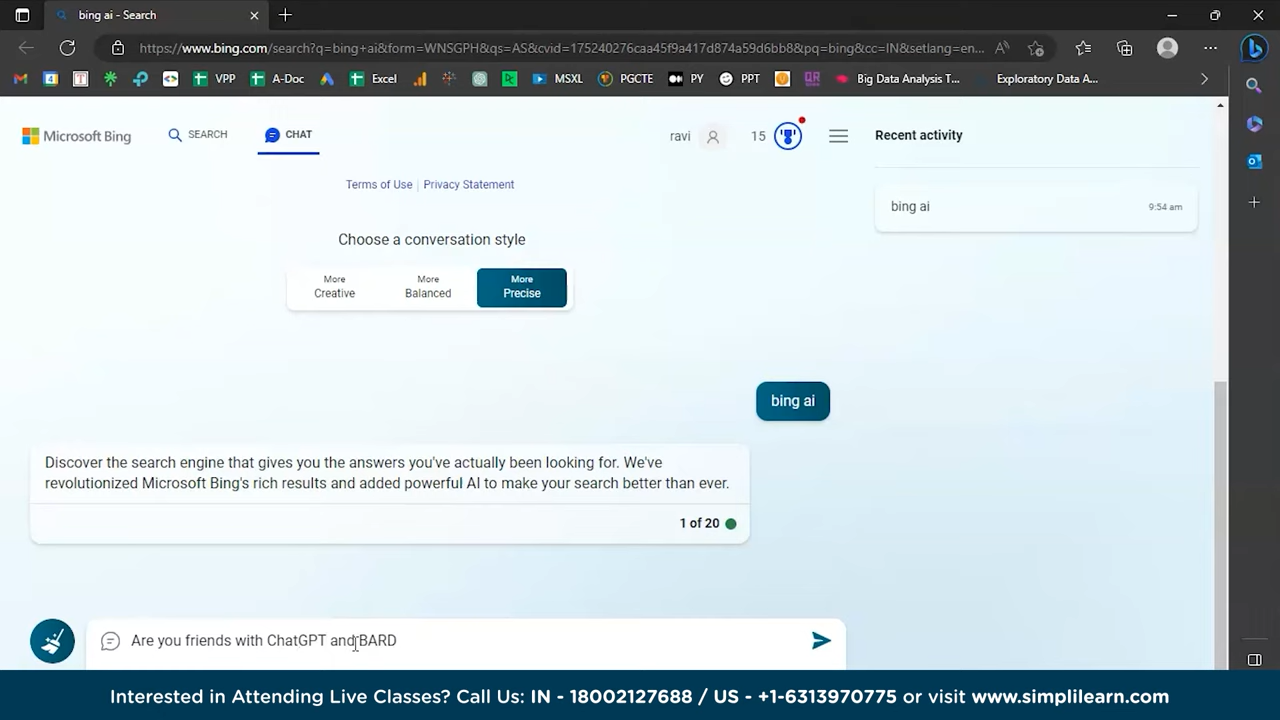 bing ai - Search
https://www.bing.com/search?q=bing+ai&form=WNSGPH&qs=AS&cvid=175240276caa45f9a417d874a59d6bb8&pq=bing&cc=IN&setlang=en...
VPP
A-Doc
Excel
MSXL
PGCTE
PY
PPT
QR
Big Data Analysis T...
Exploratory Data A...
Microsoft Bing
SEARCH
CHAT
ravi
15
Recent activity
Terms of Use | Privacy Statement
bing ai
9:54 am
Choose a conversation style
More
Creative
More
Balanced
More
Precise
bing ai
Discover the search engine that gives you the answers you've actually been looking for. We've
revolutionized Microsoft Bing's rich results and added powerful AI to make your search better than ever.
1 of 20
Are you friends with ChatGPT and BARD
Interested in Attending Live Classes? Call Us: IN - 18002127688 / US - +1-6313970775 or visit www.simplilearn.com